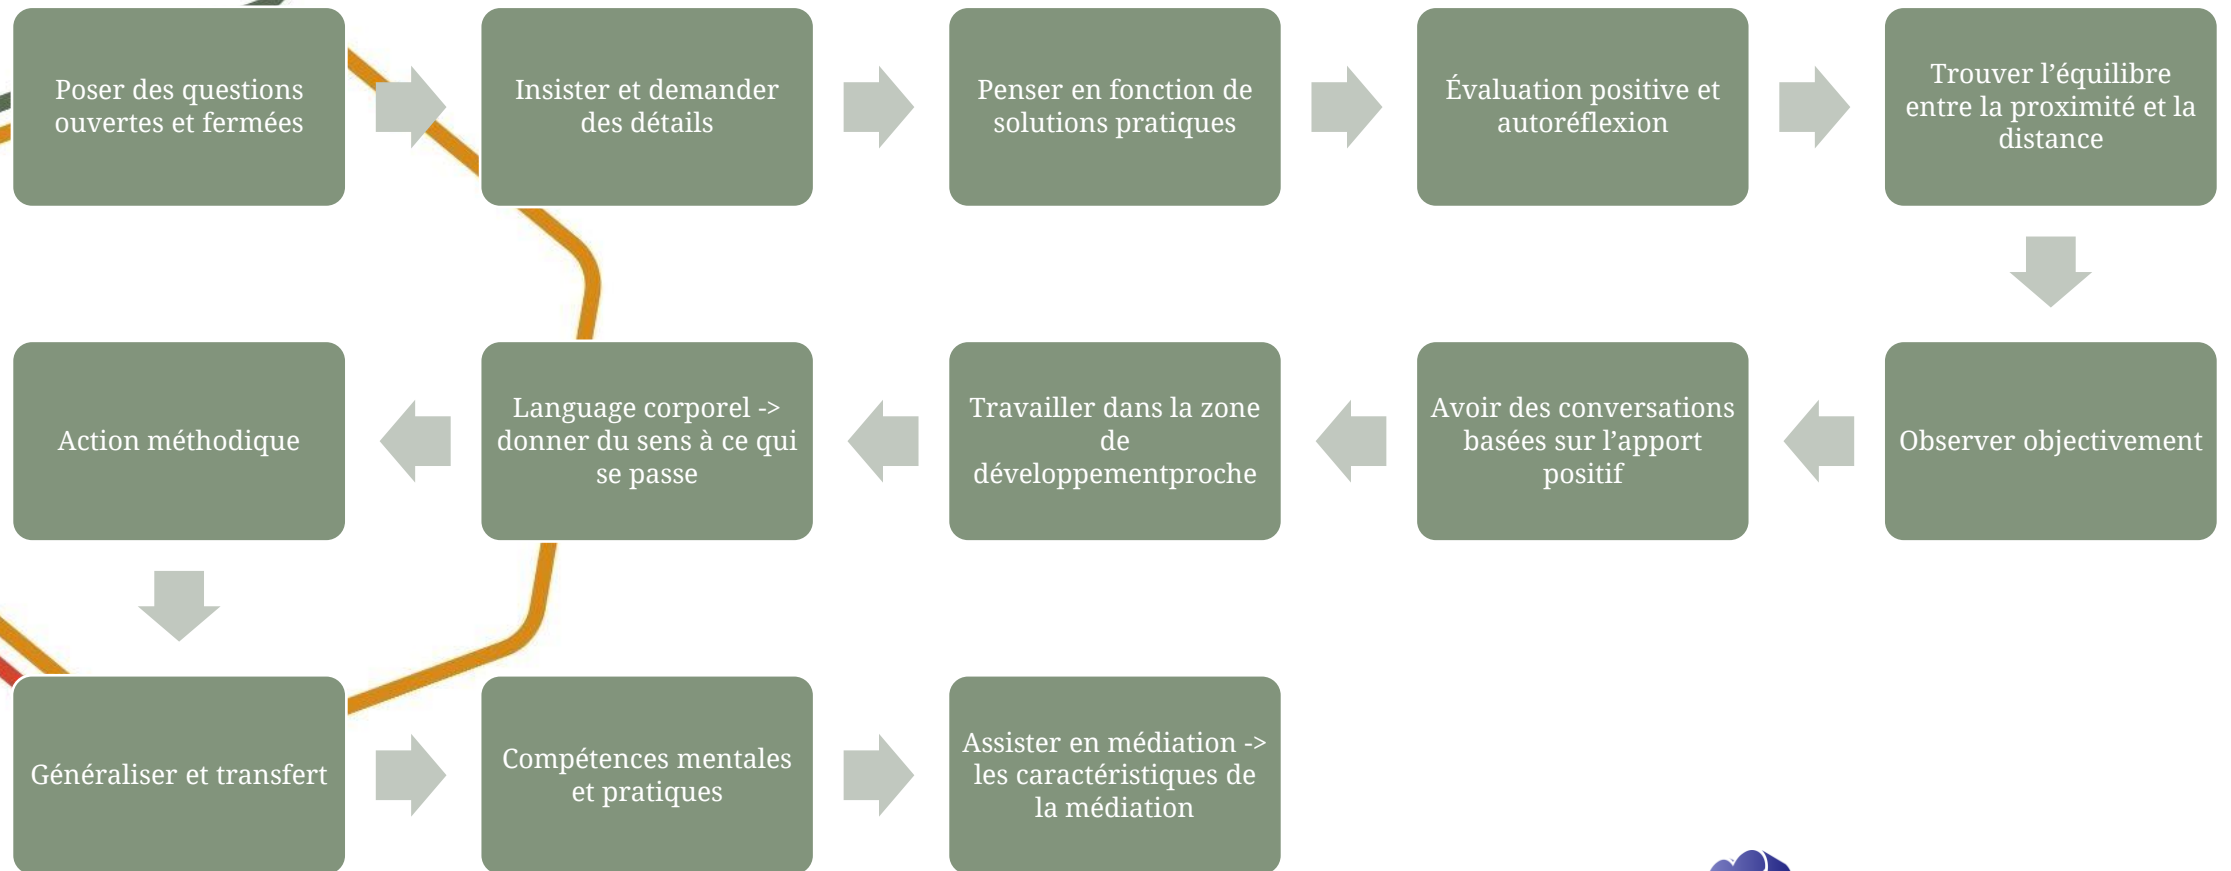 Poser des questions
ouvertes et fermées
Insister et demander
des détails
Penser en fonction de
solutions pratiques
Évaluation positive et
autoréflexion
Trouver l’équilibre
entre la proximité et la
distance
Observer objectivement
Avoir des conversations
basées sur l’apport
positif
Travailler dans la zone
de
développementproche
Language corporel ->
donner du sens à ce qui
se passe
Action méthodique
Généraliser et transfert
Compétences mentales
et pratiques
Assister en médiation ->
les caractéristiques de
la médiation